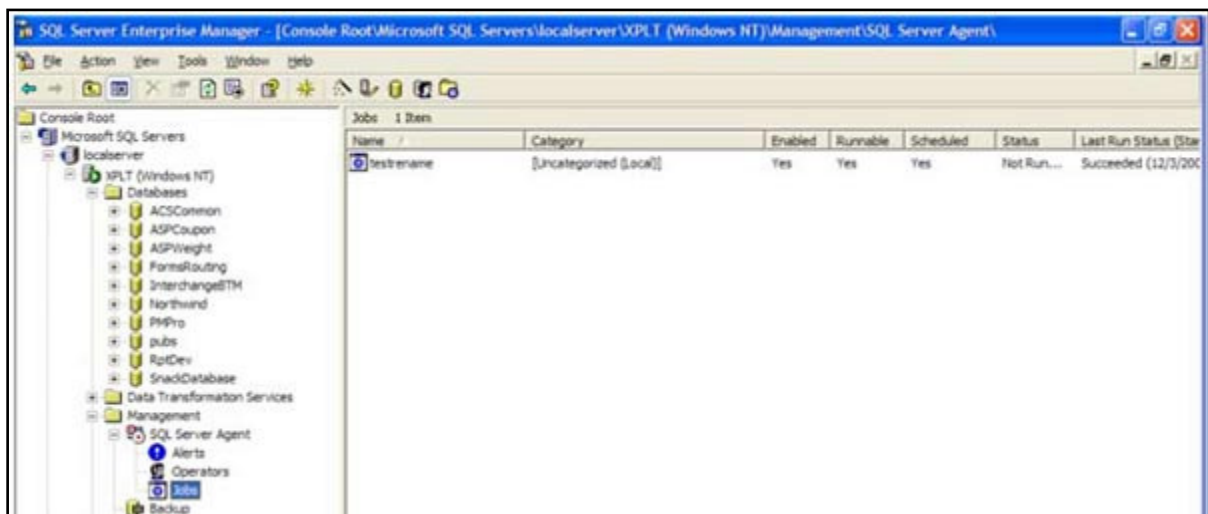 SQL Server Enterprise Manager - [Console Root\Microsoft SQL Servers\localserver\XPLT (Windows NT)\Management\SQL Server Agent\
File Action View Tools Window Help
Console Root
Microsoft SQL Servers
localserver
XPLT (Windows NT)
Databases
ACSCommon
ASPCoupon
ASPWeight
FormsRouting
InterchangeBTM
Northwind
PMPro
pubs
RptDev
SnackDatabase
Data Transformation Services
Management
SQL Server Agent
Alerts
Operators
Jobs
Backup
Jobs 1 Item
Name Category Enabled Runnable Scheduled Status Last Run Status (Star
testrename [Uncategorized (Local)] Yes Yes Yes Not Run.... Succeeded (12/3/200